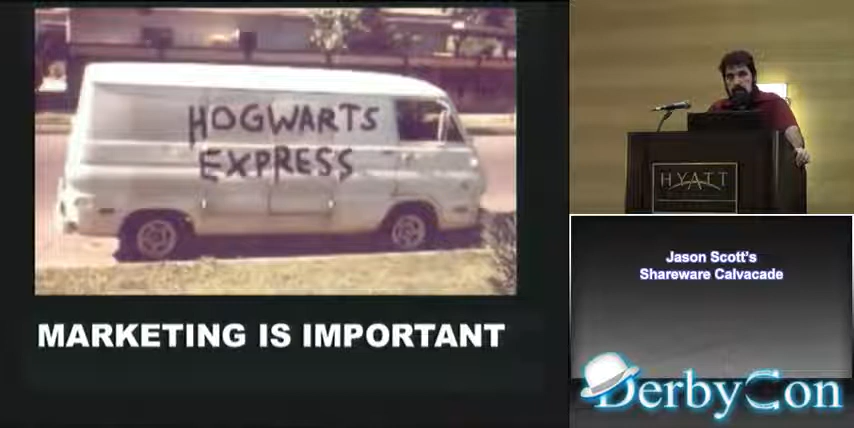 HOGWARTS
EXPRESS
MARKETING IS IMPORTANT
HYATT
Jason Scott's
Shareware Calvacade
DerbyCon